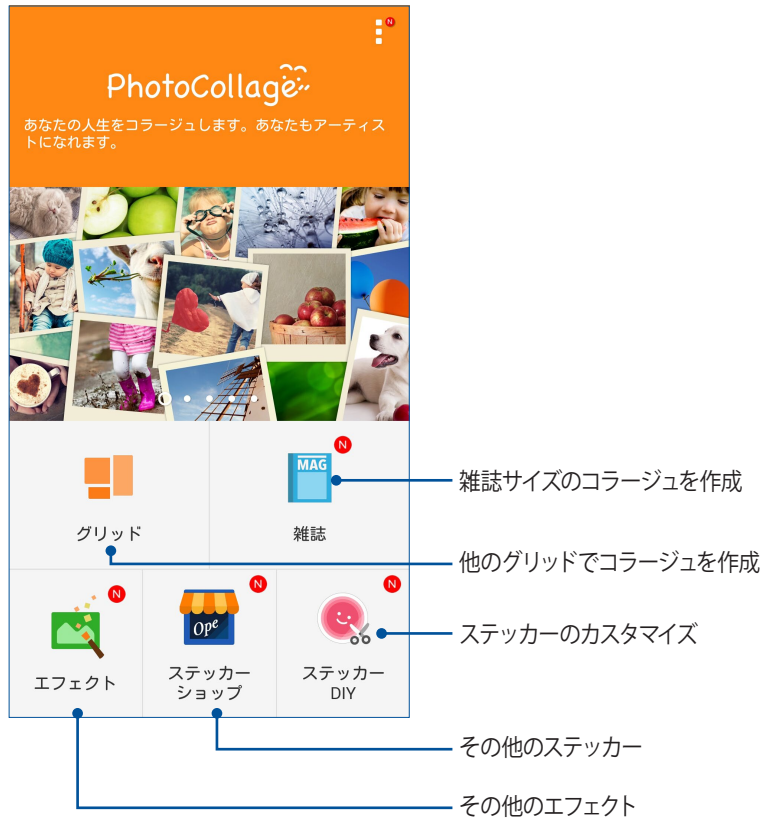 N
PhotoCollage
あなたの人生をコラージュします。あなたもアーティス
トになれます。
N
MAG
グリッド
雑誌
雑誌サイズのコラージュを作成
他のグリッドでコラージュを作成
N
N
N
Ope
エフェクト
ステッカー
ショップ
ステッカー
DIY
ステッカーのカスタマイズ
その他のステッカー
その他のエフェクト